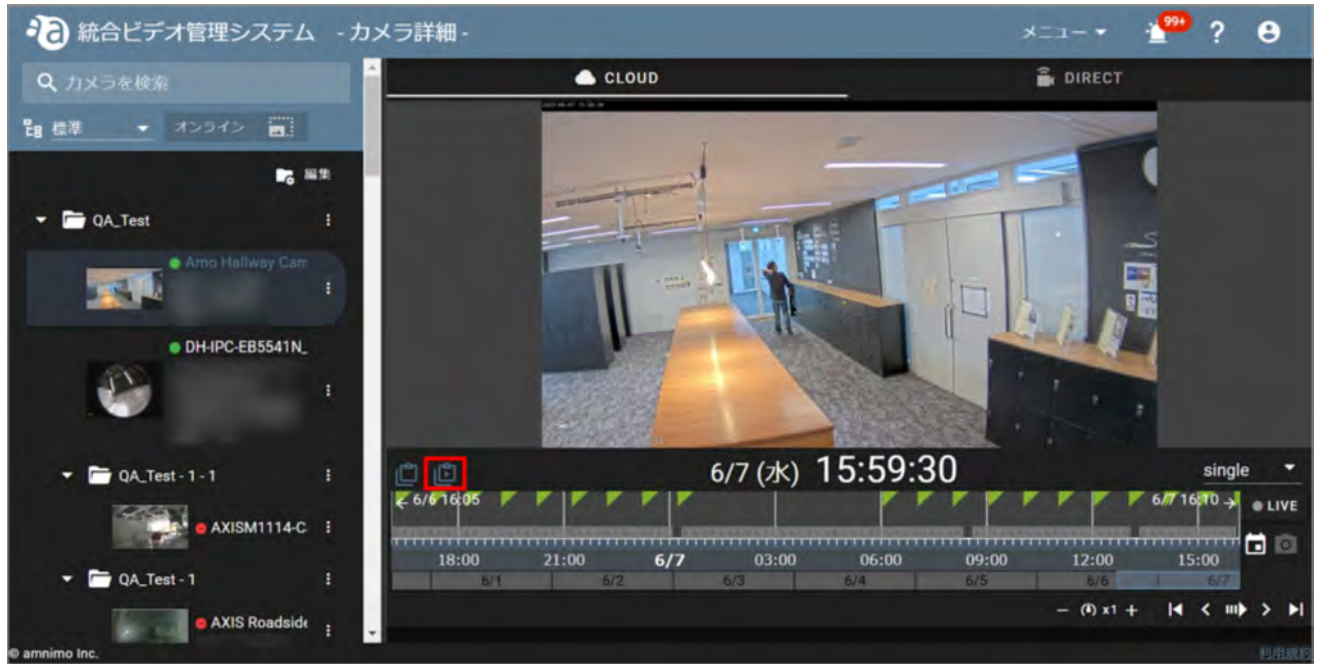 統合ビデオ管理システム - カメラ詳細 -
メニュー
99+
?
カメラを検索
標準
オンライン
編集
QA_Test
Amo Hallway Cam
DH-IPC-EB5541N_
QA_Test - 1 - 1
AXISM1114-C
QA_Test - 1
AXIS Roadside
© amnimo Inc.
CLOUD
DIRECT
6/7 (水) 15:59:30
single
← 6/6 16:05
6/7 16:10 →
LIVE
18:00 21:00 6/7 03:00 06:00 09:00 12:00 15:00
6/1 6/2 6/3 6/4 6/5 6/6 6/7
− x1 +
利用規約